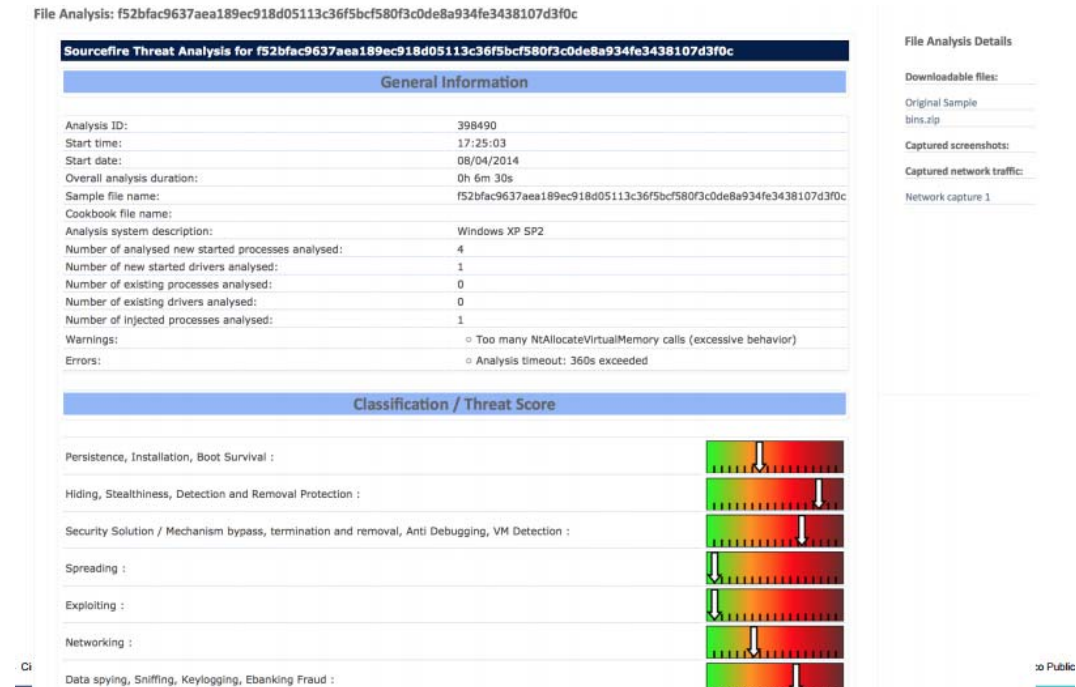 File Analysis: f52bfac9637aea189ec918d05113c36f5bcf580f3c0de8a934fe3438107d3f0c
Sourcefire Threat Analysis for f52bfac9637aea189ec918d05113c36f5bcf580f3c0de8a934fe3438107d3f0c
General Information
Analysis ID: 398490
Start time: 17:25:03
Start date: 08/04/2014
Overall analysis duration: 0h 6m 30s
Sample file name: f52bfac9637aea189ec918d05113c36f5bcf580f3c0de8a934fe3438107d3f0c
Cookbook file name:
Analysis system description: Windows XP SP2
Number of analysed new started processes analysed: 4
Number of new started drivers analysed: 1
Number of existing processes analysed: 0
Number of existing drivers analysed: 0
Number of injected processes analysed: 1
Warnings: ○ Too many NtAllocateVirtualMemory calls (excessive behavior)
Errors: ○ Analysis timeout: 360s exceeded
Classification / Threat Score
Persistence, Installation, Boot Survival :
Hiding, Stealthiness, Detection and Removal Protection :
Security Solution / Mechanism bypass, termination and removal, Anti Debugging, VM Detection :
Spreading :
Exploiting :
Networking :
Data spying, Sniffing, Keylogging, Ebanking Fraud :
File Analysis Details
Downloadable files:
Original Sample
bins.zip
Captured screenshots:
Captured network traffic:
Network capture 1
Ci
co Public